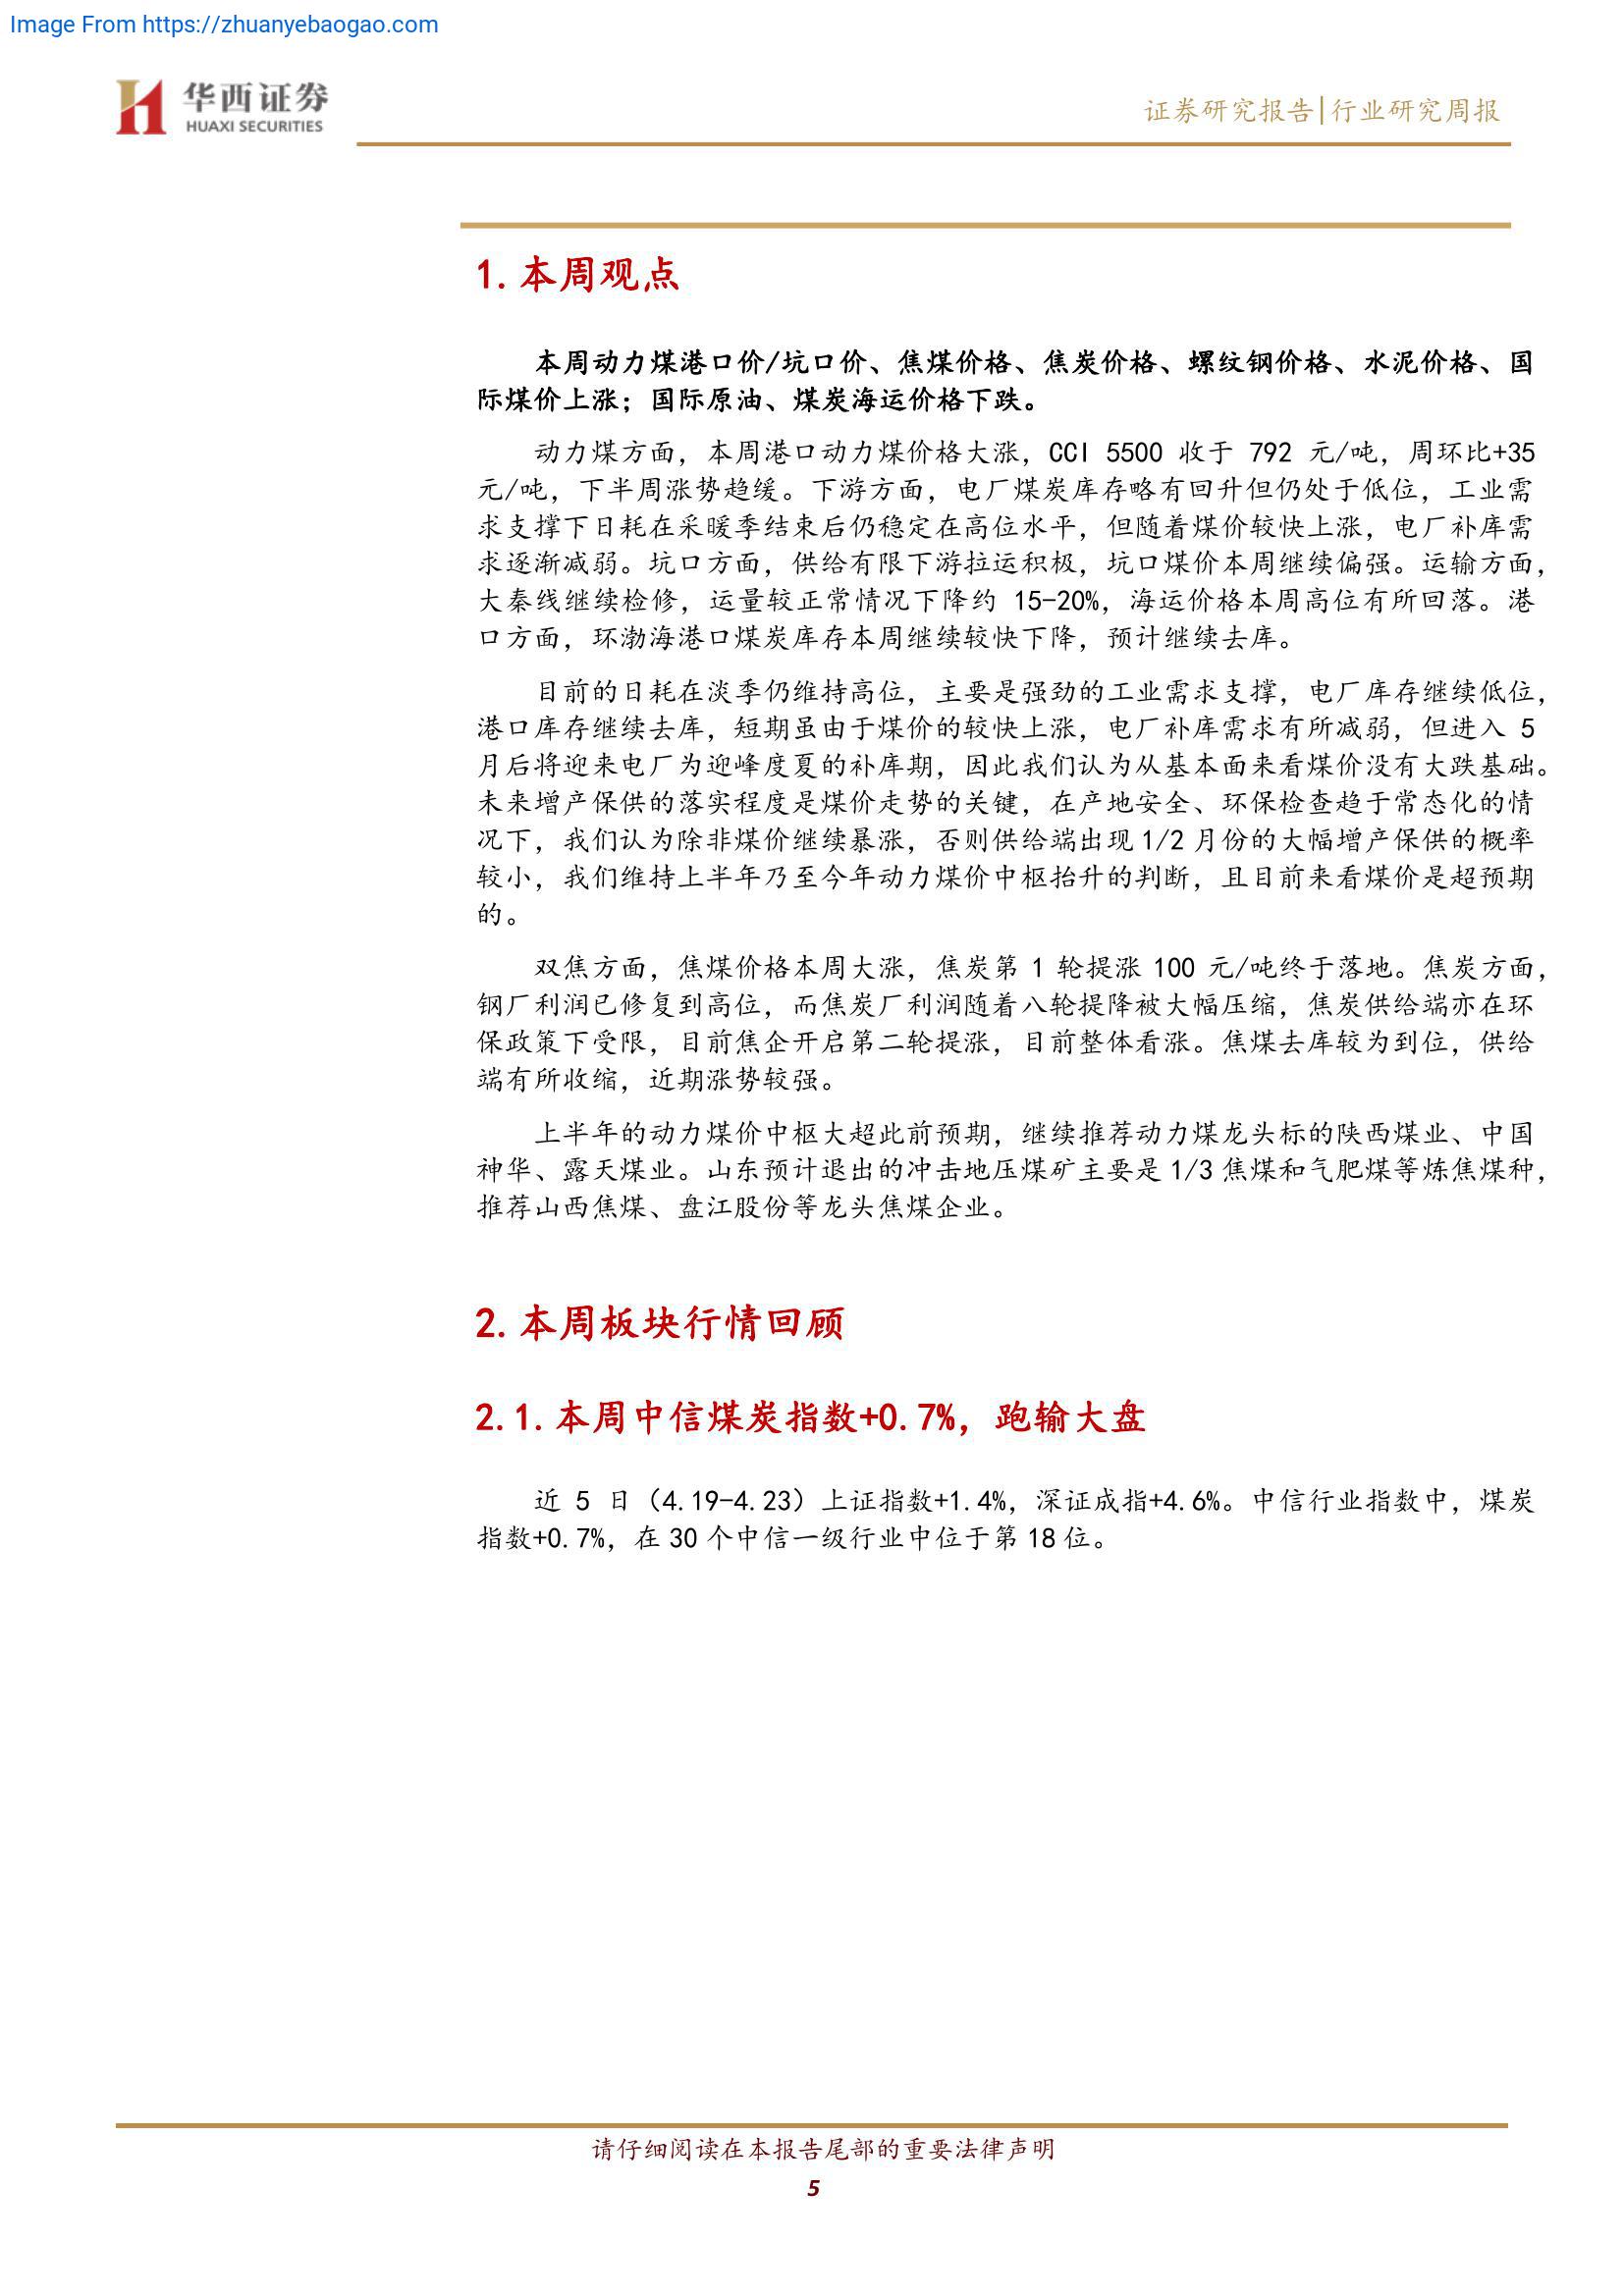 Image From https://zhuanyebaogao.com
华西证券
HUAXI SECURITIES
证券研究报告|行业研究周报
1.本周观点
本周动力煤港口价/坑口价、焦煤价格、焦炭价格、螺纹钢价格、水泥价格、国
际煤价上涨；国际原油、煤炭海运价格下跌。
动力煤方面，本周港口动力煤价格大涨，CCI 5500 收于 792 元/吨，周环比+35
元/吨，下半周涨势趋缓。下游方面，电厂煤炭库存略有回升但仍处于低位，工业需
求支撑下日耗在采暖季结束后仍稳定在高位水平，但随着煤价较快上涨，电厂补库需
求逐渐减弱。坑口方面，供给有限下游拉运积极，坑口煤价本周继续偏强。运输方面，
大秦线继续检修，运量较正常情况下降约 15-20%，海运价格本周高位有所回落。港
口方面，环渤海港口煤炭库存本周继续较快下降，预计继续去库。
目前的日耗在淡季仍维持高位，主要是强劲的工业需求支撑，电厂库存继续低位，
港口库存继续去库，短期虽由于煤价的较快上涨，电厂补库需求有所减弱，但进入 5
月后将迎来电厂为迎峰度夏的补库期，因此我们认为从基本面来看煤价没有大跌基础。
未来增产保供的落实程度是煤价走势的关键，在产地安全、环保检查趋于常态化的情
况下，我们认为除非煤价继续暴涨，否则供给端出现 1/2 月份的大幅增产保供的概率
较小，我们维持上半年乃至今年动力煤价中枢抬升的判断，且目前来看煤价是超预期
的。
双焦方面，焦煤价格本周大涨，焦炭第 1 轮提涨 100 元/吨终于落地。焦炭方面，
钢厂利润已修复到高位，而焦炭厂利润随着八轮提降被大幅压缩，焦炭供给端亦在环
保政策下受限，目前焦企开启第二轮提涨，目前整体看涨。焦煤去库较为到位，供给
端有所收缩，近期涨势较强。
上半年的动力煤价中枢大超此前预期，继续推荐动力煤龙头标的陕西煤业、中国
神华、露天煤业。山东预计退出的冲击地压煤矿主要是 1/3 焦煤和气肥煤等炼焦煤种，
推荐山西焦煤、盘江股份等龙头焦煤企业。
2.本周板块行情回顾
2.1.本周中信煤炭指数+0.7%，跑输大盘
近 5 日（4.19-4.23）上证指数+1.4%，深证成指+4.6%。中信行业指数中，煤炭
指数+0.7%，在 30 个中信一级行业中位于第 18 位。
请仔细阅读在本报告尾部的重要法律声明
5